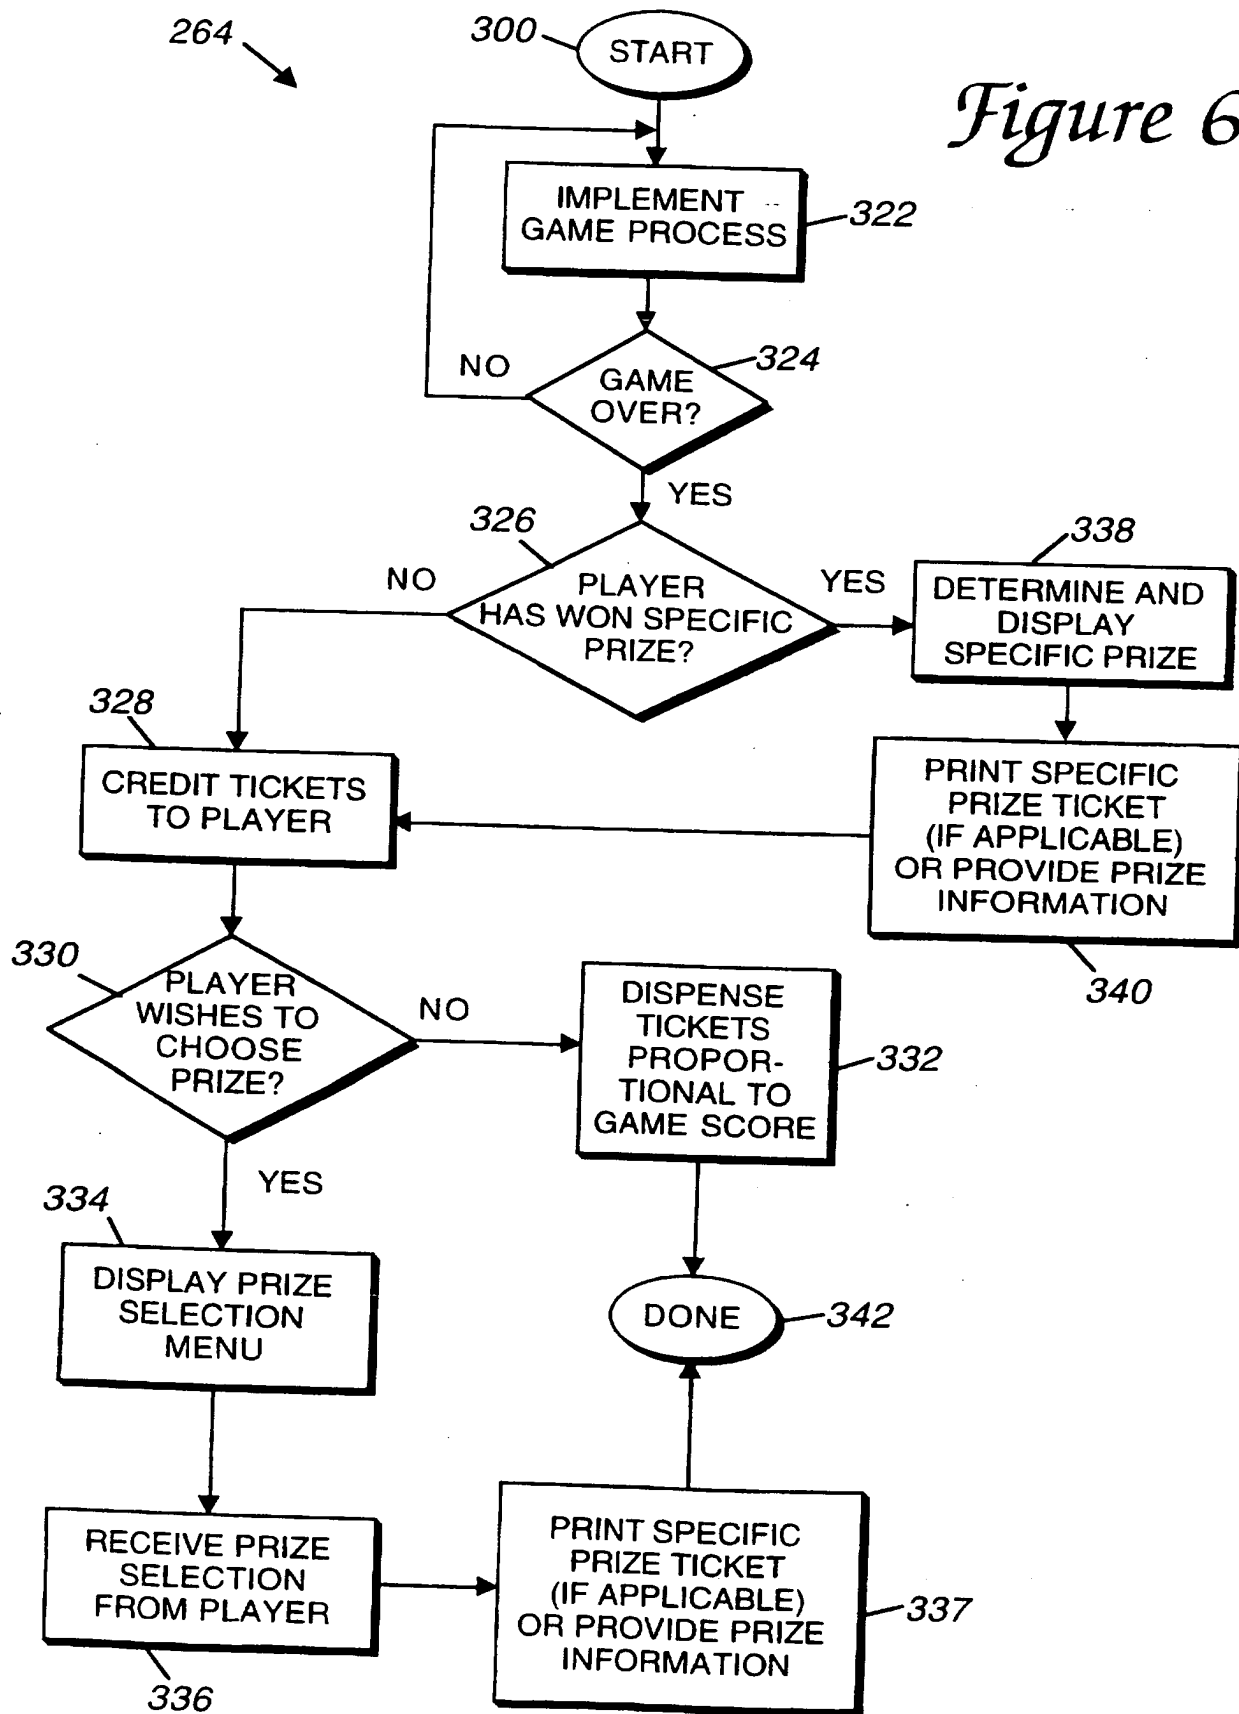 264
300
START
Figure 6
IMPLEMENT
GAME PROCESS
322
324
NO
GAME
OVER?
YES
326
338
NO
PLAYER
HAS WON SPECIFIC
PRIZE?
YES
DETERMINE AND
DISPLAY
SPECIFIC PRIZE
328
CREDIT TICKETS
TO PLAYER
PRINT SPECIFIC
PRIZE TICKET
(IF APPLICABLE)
OR PROVIDE PRIZE
INFORMATION
340
330
PLAYER
WISHES TO
CHOOSE
PRIZE?
NO
DISPENSE
TICKETS
PROPOR-
TIONAL TO
GAME SCORE
332
YES
334
DISPLAY PRIZE
SELECTION
MENU
DONE
342
RECEIVE PRIZE
SELECTION
FROM PLAYER
336
PRINT SPECIFIC
PRIZE TICKET
(IF APPLICABLE)
OR PROVIDE PRIZE
INFORMATION
337